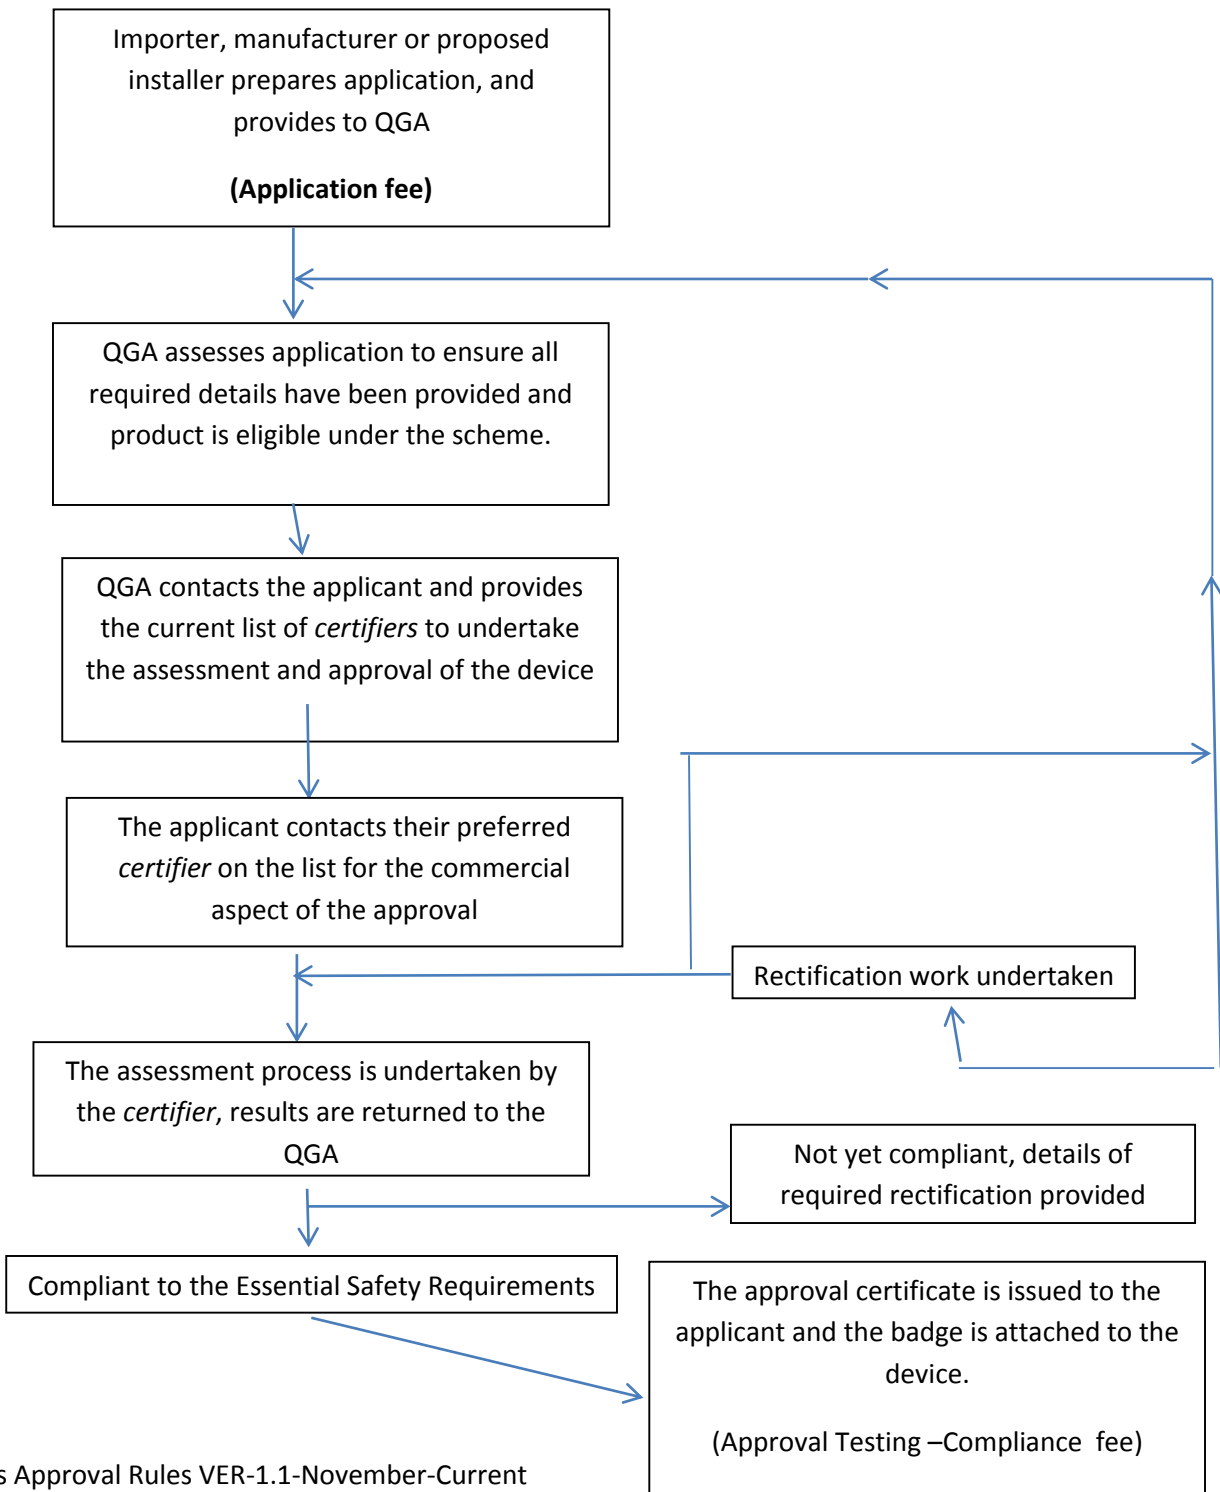 Importer, manufacturer or proposed
installer prepares application, and
provides to QGA
(Application fee)
QGA assesses application to ensure all
required details have been provided and
product is eligible under the scheme.
QGA contacts the applicant and provides
the current list of certifiers to undertake
the assessment and approval of the device
The applicant contacts their preferred
certifier on the list for the commercial
aspect of the approval
Rectification work undertaken
The assessment process is undertaken by
the certifier, results are returned to the
QGA
Not yet compliant, details of
required rectification provided
Compliant to the Essential Safety Requirements
The approval certificate is issued to the
applicant and the badge is attached to the
device.
(Approval Testing –Compliance  fee)
s Approval Rules VER-1.1-November-Current